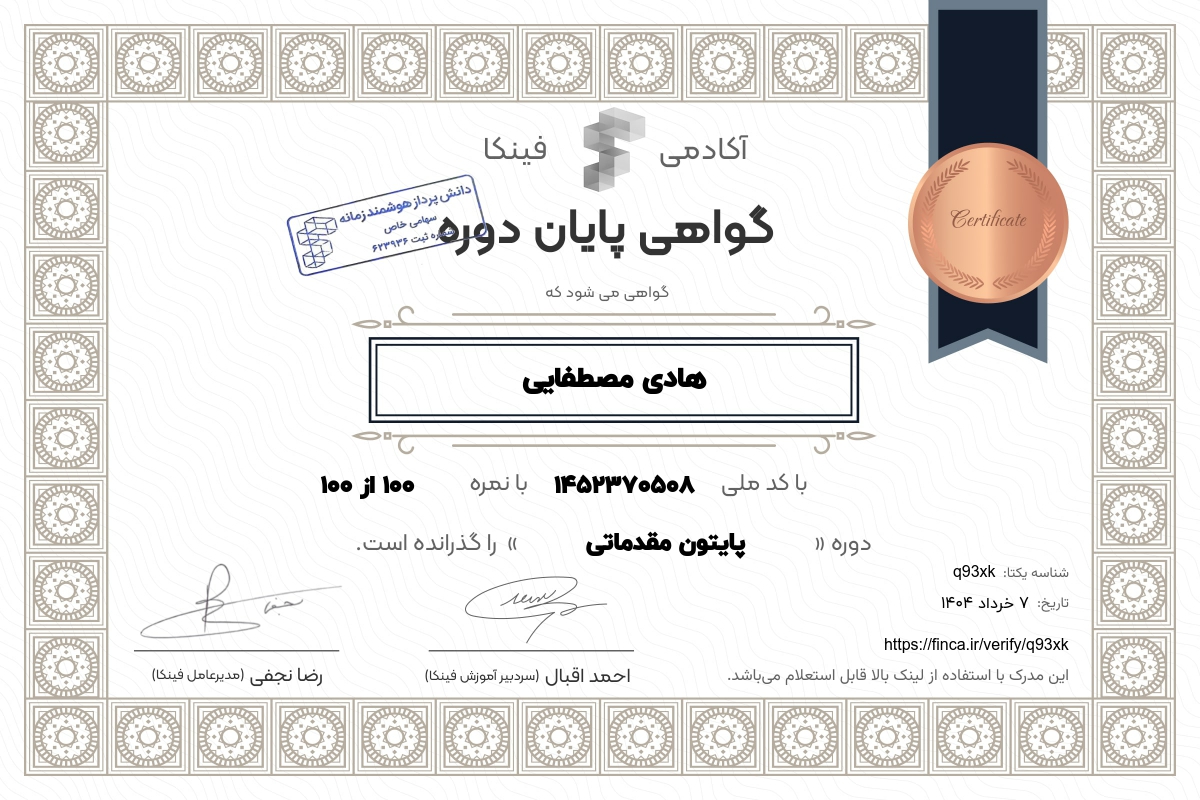 آکادمی فینکا
Certificate
دانش پرداز هوشمند زمانه
سهامی خاص
شماره ثبت ۶۲۳۹۳۶
گواهی پایان دوره
گواهی می شود که
هادی مصطفایی
با کد ملی ۱۴۵۲۳۷۰۵۰۸ با نمره ۱۰۰ از ۱۰۰
دوره « پایتون مقدماتی » را گذرانده است.
شناسه یکتا: q93xk
تاریخ: ۷ خرداد ۱۴۰۴
https://finca.ir/verify/q93xk
این مدرک با استفاده از لینک بالا قابل استعلام می‌باشد.
احمد اقبال (سردبیر آموزش فینکا)
رضا نجفی (مدیرعامل فینکا)